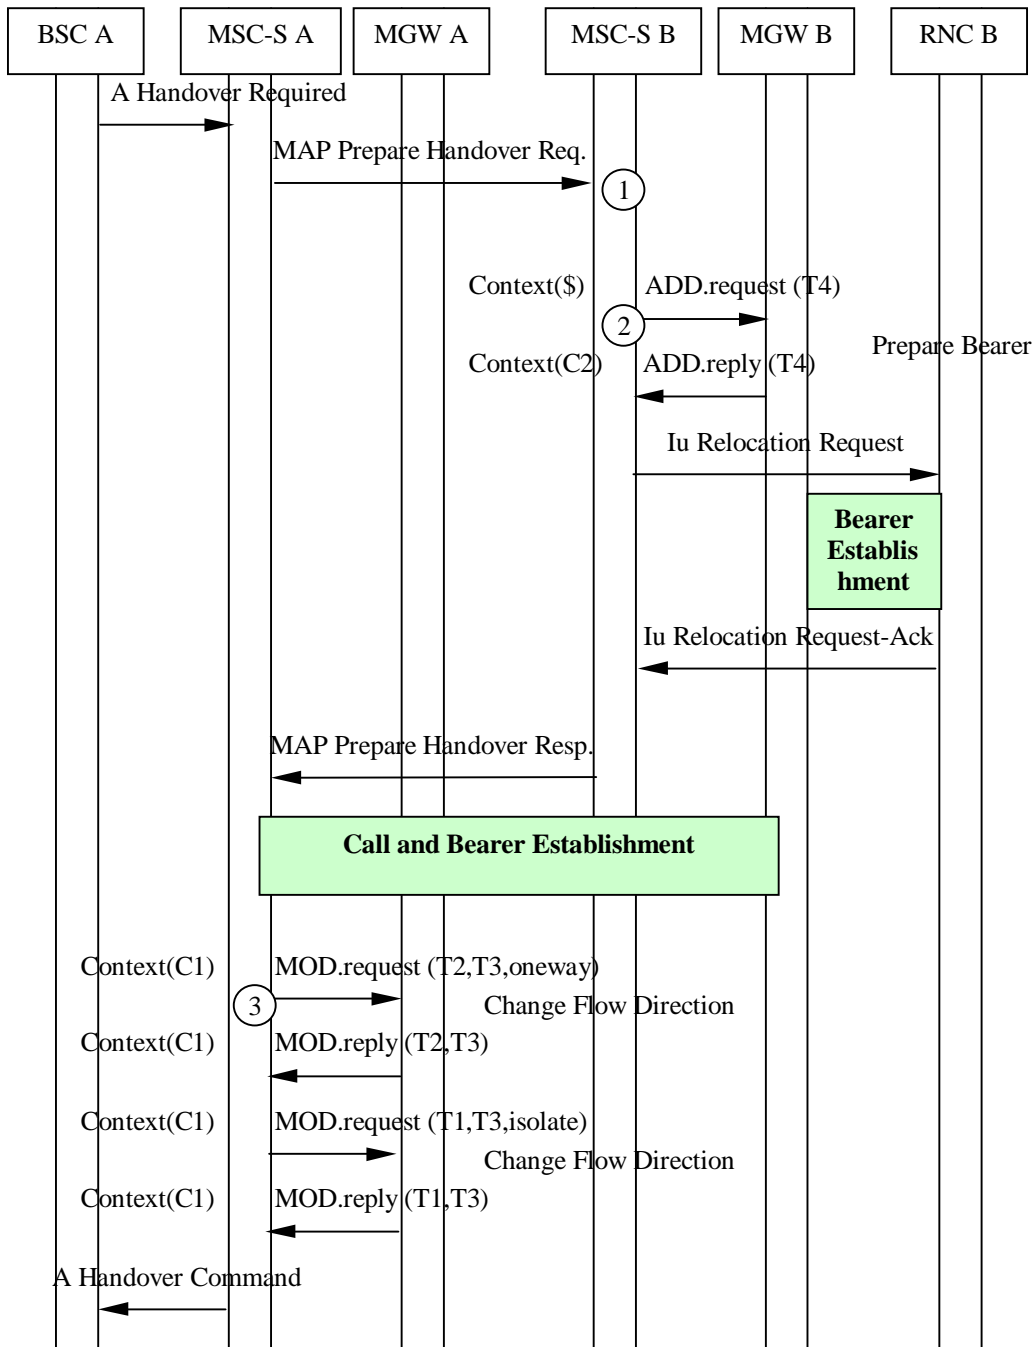 BSC A
MSC-S A
MGW A
MSC-S B
MGW B
RNC B
A Handover Required
MAP Prepare Handover Req.
1
Context($)
ADD.request (T4)
2
Prepare Bearer
Context(C2)
ADD.reply (T4)
Iu Relocation Request
Bearer
Establis
hment
Iu Relocation Request-Ack
MAP Prepare Handover Resp.
Call and Bearer Establishment
Context(C1)
MOD.request (T2,T3,oneway)
3
Change Flow Direction
Context(C1)
MOD.reply (T2,T3)
Context(C1)
MOD.request (T1,T3,isolate)
Change Flow Direction
Context(C1)
MOD.reply (T1,T3)
A Handover Command